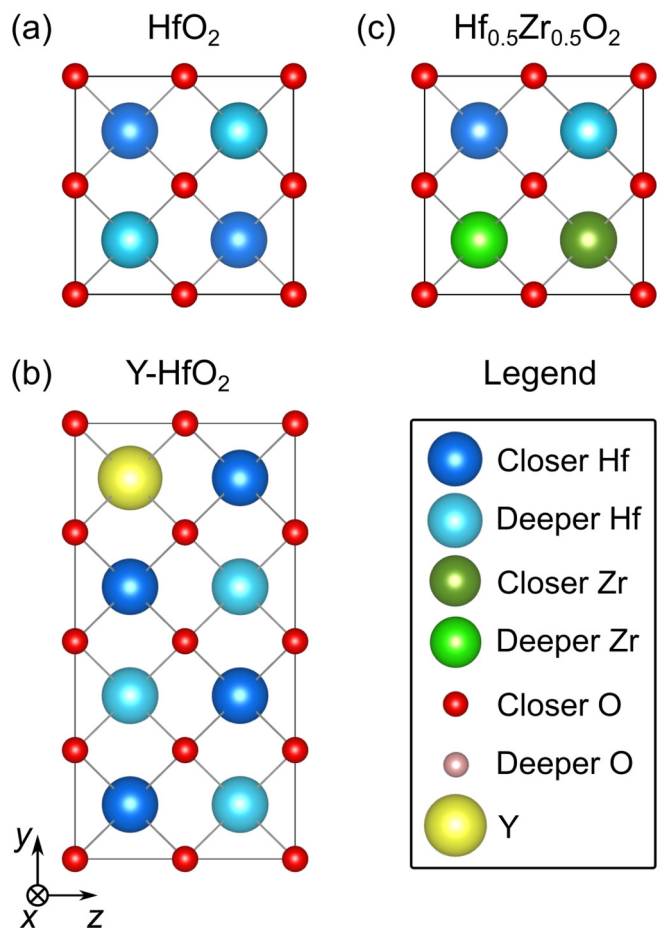 (a) HfO₂
(c) Hf₀.₅Zr₀.₅O₂
(b) Y-HfO₂
Legend
Closer Hf
Deeper Hf
Closer Zr
Deeper Zr
Closer O
Deeper O
Y
y
x z